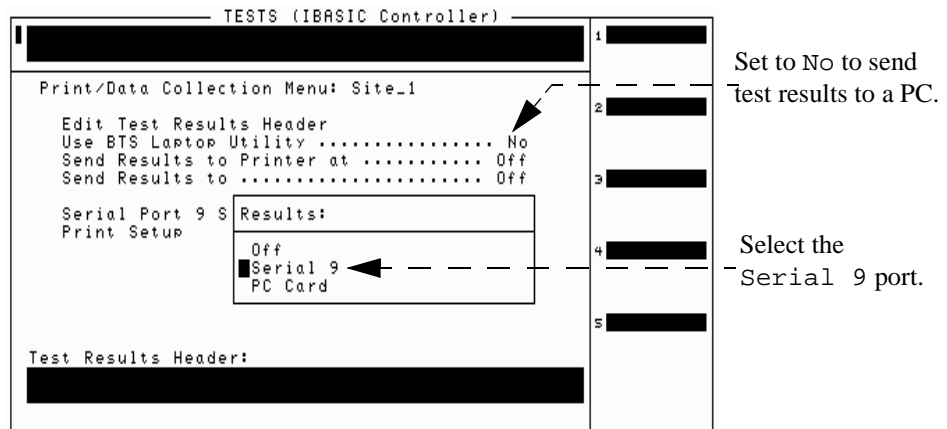 TESTS (IBASIC Controller)
1
Print/Data Collection Menu: Site_1
2
Edit Test Results Header
Use BTS Laptop Utility ................ No
Send Results to Printer at ........... Off
Send Results to ...................... Off
3
Serial Port 9 S
Print Setup
Results:
Off
Serial 9
PC Card
4
5
Test Results Header:
Set to No to send
test results to a PC.
Select the
Serial 9 port.